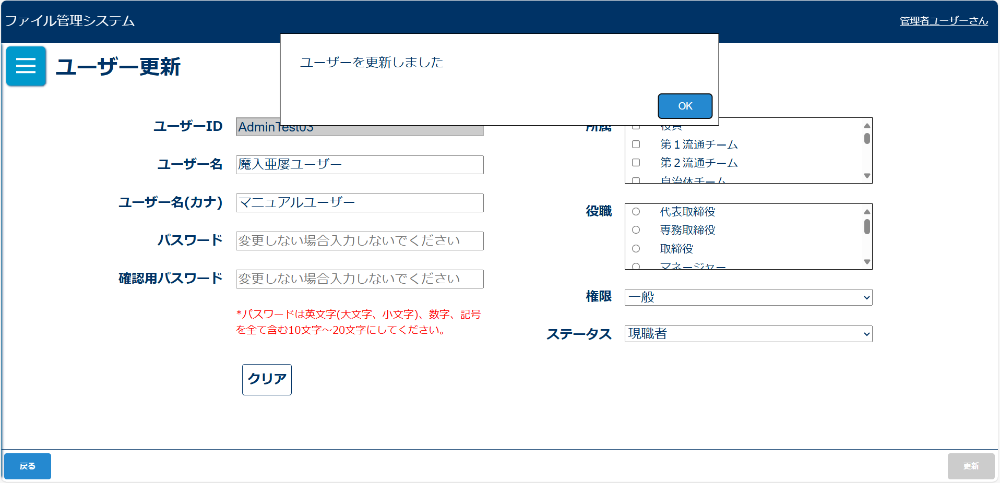 ファイル管理システム
管理者ユーザーさん
ユーザー更新
ユーザーを更新しました
OK
ユーザーID
AdminTest03
ユーザー名
魔入亜屡ユーザー
ユーザー名(カナ)
マニュアルユーザー
パスワード
変更しない場合入力しないでください
確認用パスワード
変更しない場合入力しないでください
*パスワードは英文字(大文字、小文字)、数字、記号
を全て含む10文字～20文字にしてください。
クリア
所属
役員
第１流通チーム
第２流通チーム
自治体チーム
役職
代表取締役
専務取締役
取締役
マネージャー
権限
一般
ステータス
現職者
戻る
更新